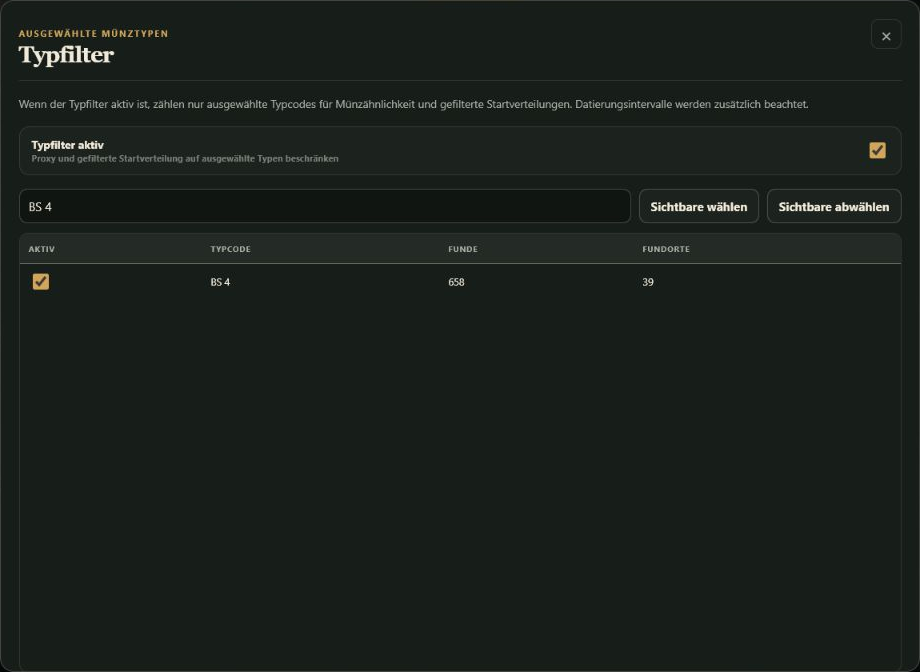 AUSGEWÄHLTE MÜNZTYPEN
Typfilter
×
Wenn der Typfilter aktiv ist, zählen nur ausgewählte Typcodes für Münzähnlichkeit und gefilterte Startverteilungen. Datierungsintervalle werden zusätzlich beachtet.
Typfilter aktiv
Proxy und gefilterte Startverteilung auf ausgewählte Typen beschränken
BS 4 Sichtbare wählen Sichtbare abwählen
AKTIV TYPCODE FUNDE FUNDORTE
BS 4 658 39